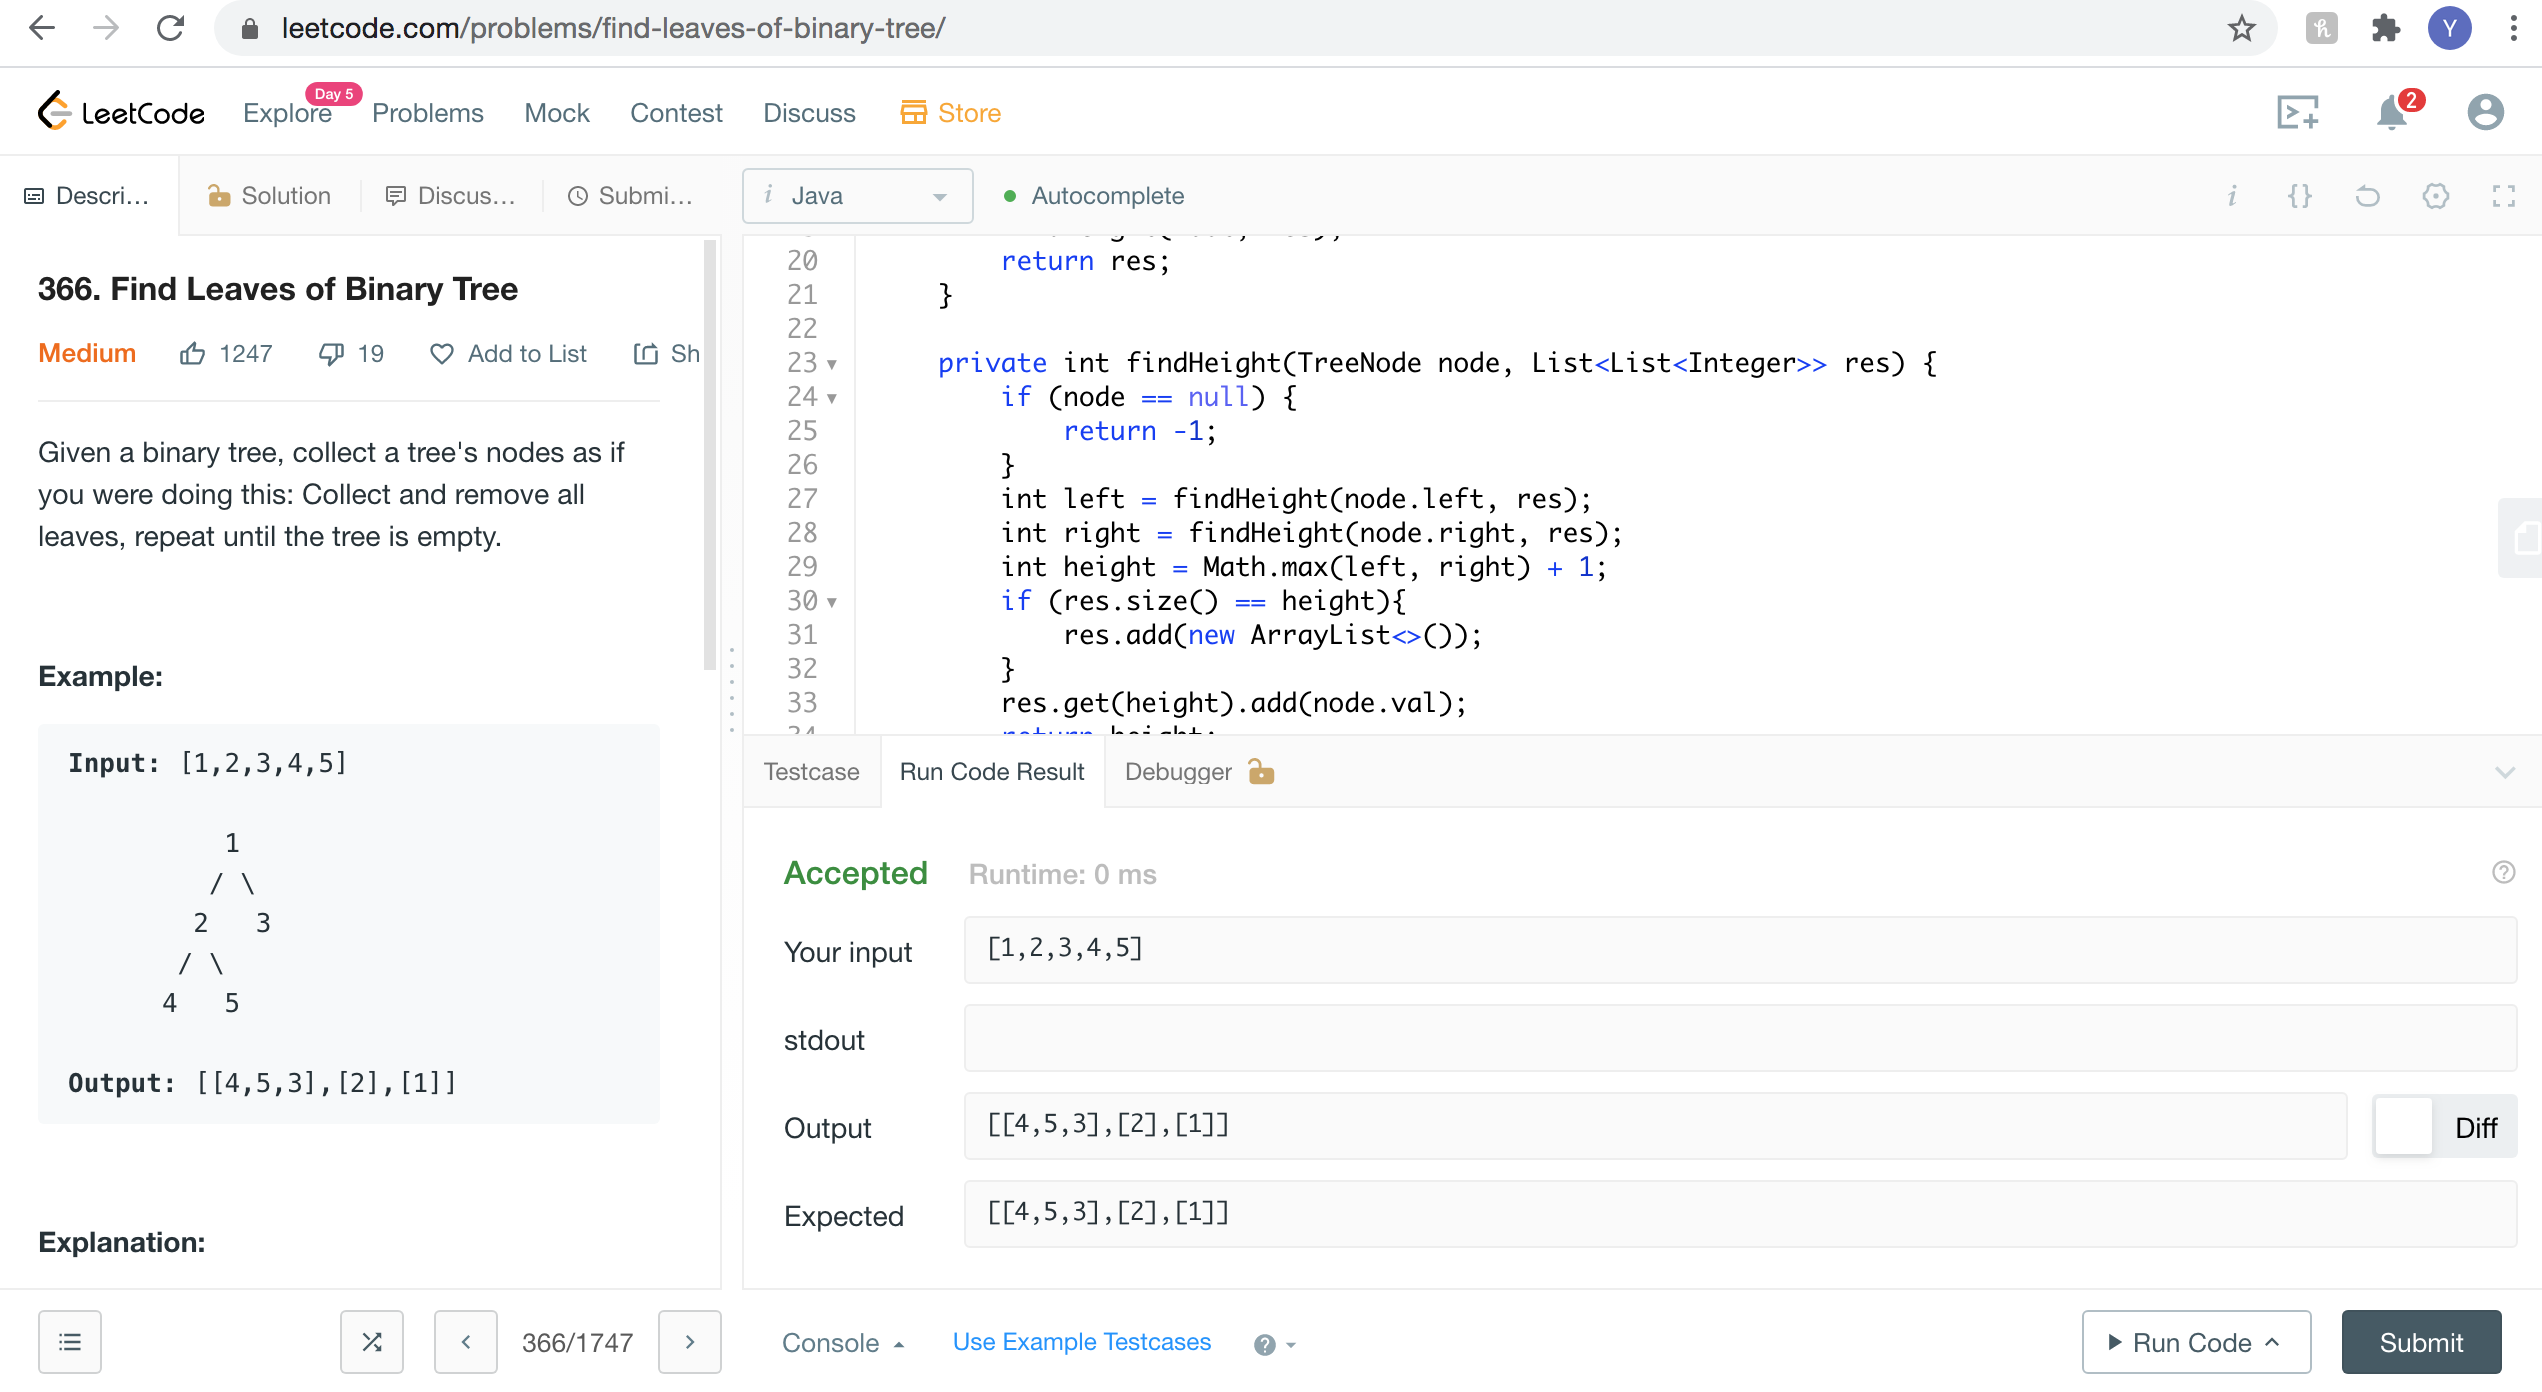 leetcode.com/problems/find-leaves-of-binary-tree/
Y
LeetCode
Explore
Day 5
Problems
Mock
Contest
Discuss
Store
2
Descri...
Solution
Discus...
Submi...
i Java
Autocomplete
i {}
366. Find Leaves of Binary Tree
Medium 1247 19 Add to List Sh
Given a binary tree, collect a tree's nodes as if
you were doing this: Collect and remove all
leaves, repeat until the tree is empty.
Example:
Input: [1,2,3,4,5]
1
/ \
2 3
/ \
4 5
Output: [[4,5,3],[2],[1]]
Explanation:
366/1747
20 return res;
21 }
22
23 private int findHeight(TreeNode node, List<List<Integer>> res) {
24 if (node == null) {
25 return -1;
26 }
27 int left = findHeight(node.left, res);
28 int right = findHeight(node.right, res);
29 int height = Math.max(left, right) + 1;
30 if (res.size() == height){
31 res.add(new ArrayList<>());
32 }
33 res.get(height).add(node.val);
34 return height;
Testcase
Run Code Result
Debugger
Accepted Runtime: 0 ms
Your input [1,2,3,4,5]
stdout
Output [[4,5,3],[2],[1]]
Diff
Expected [[4,5,3],[2],[1]]
Console
Use Example Testcases
Run Code
Submit